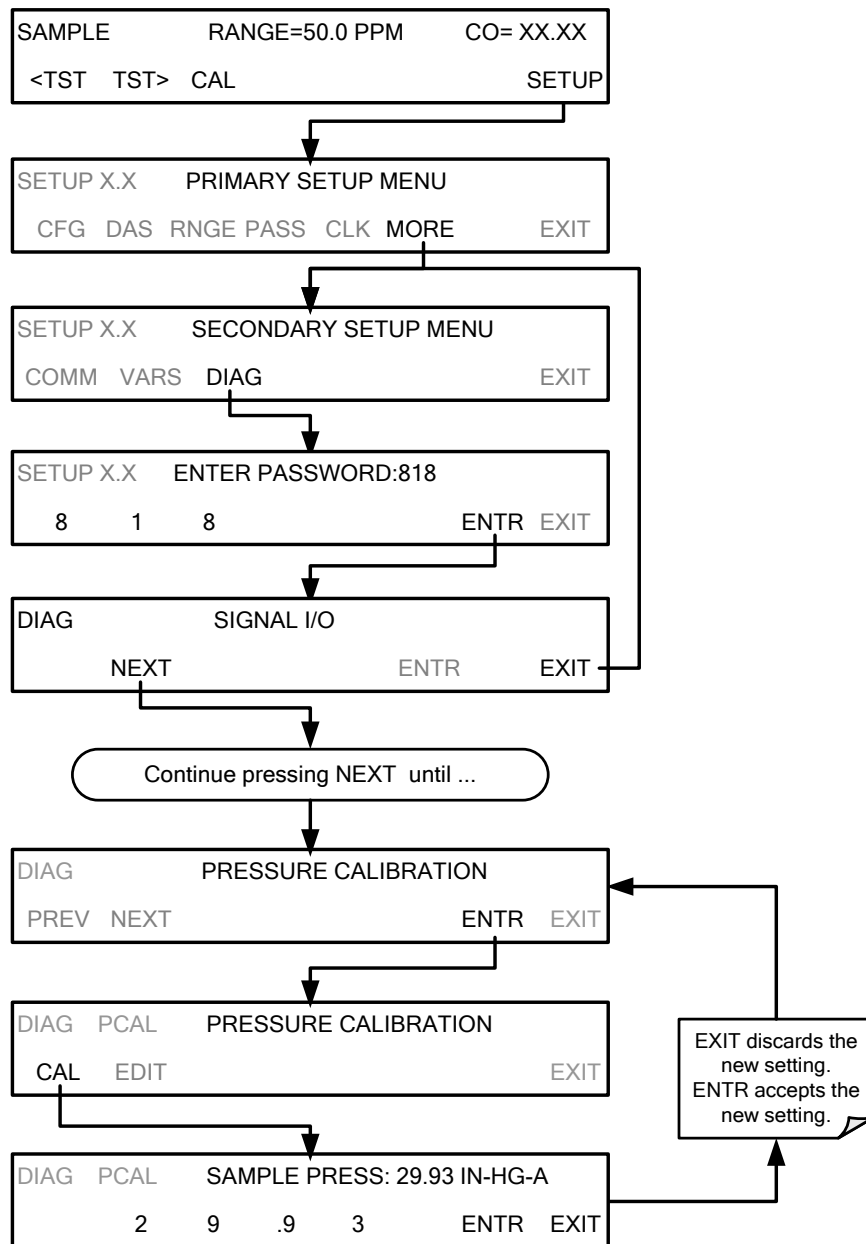 SAMPLE RANGE=50.0 PPM CO= XX.XX
<TST TST> CAL SETUP
SETUP X.X PRIMARY SETUP MENU
CFG DAS RNGE PASS CLK MORE EXIT
SETUP X.X SECONDARY SETUP MENU
COMM VARS DIAG EXIT
SETUP X.X ENTER PASSWORD:818
8 1 8 ENTR EXIT
DIAG SIGNAL I/O
NEXT ENTR EXIT
Continue pressing NEXT until ...
DIAG PRESSURE CALIBRATION
PREV NEXT ENTR EXIT
DIAG PCAL PRESSURE CALIBRATION
CAL EDIT EXIT
EXIT discards the
new setting.
ENTR accepts the
new setting.
DIAG PCAL SAMPLE PRESS: 29.93 IN-HG-A
2 9 .9 3 ENTR EXIT